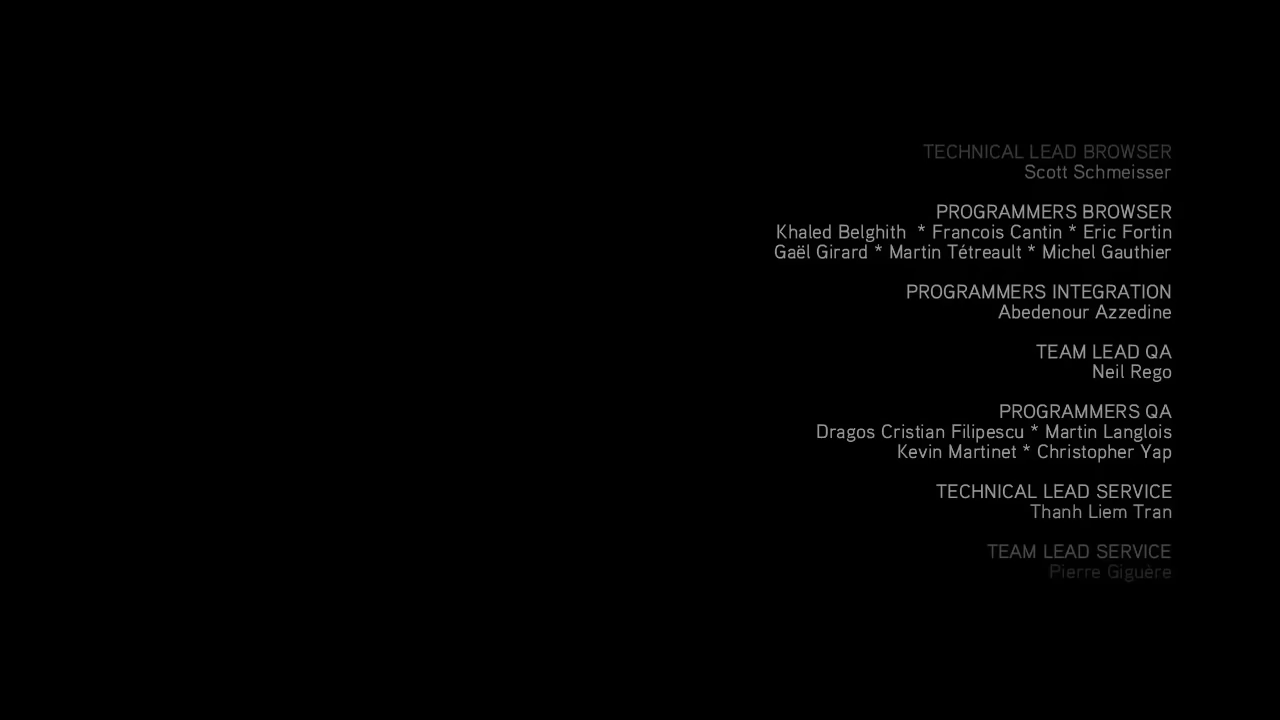 TECHNICAL LEAD BROWSER
Scott Schmeisser
PROGRAMMERS BROWSER
Khaled Belghith  * Francois Cantin * Eric Fortin
Gaël Girard * Martin Tétreault * Michel Gauthier
PROGRAMMERS INTEGRATION
Abedenour Azzedine
TEAM LEAD QA
Neil Rego
PROGRAMMERS QA
Dragos Cristian Filipescu * Martin Langlois
Kevin Martinet * Christopher Yap
TECHNICAL LEAD SERVICE
Thanh Liem Tran
TEAM LEAD SERVICE
Pierre Giguère